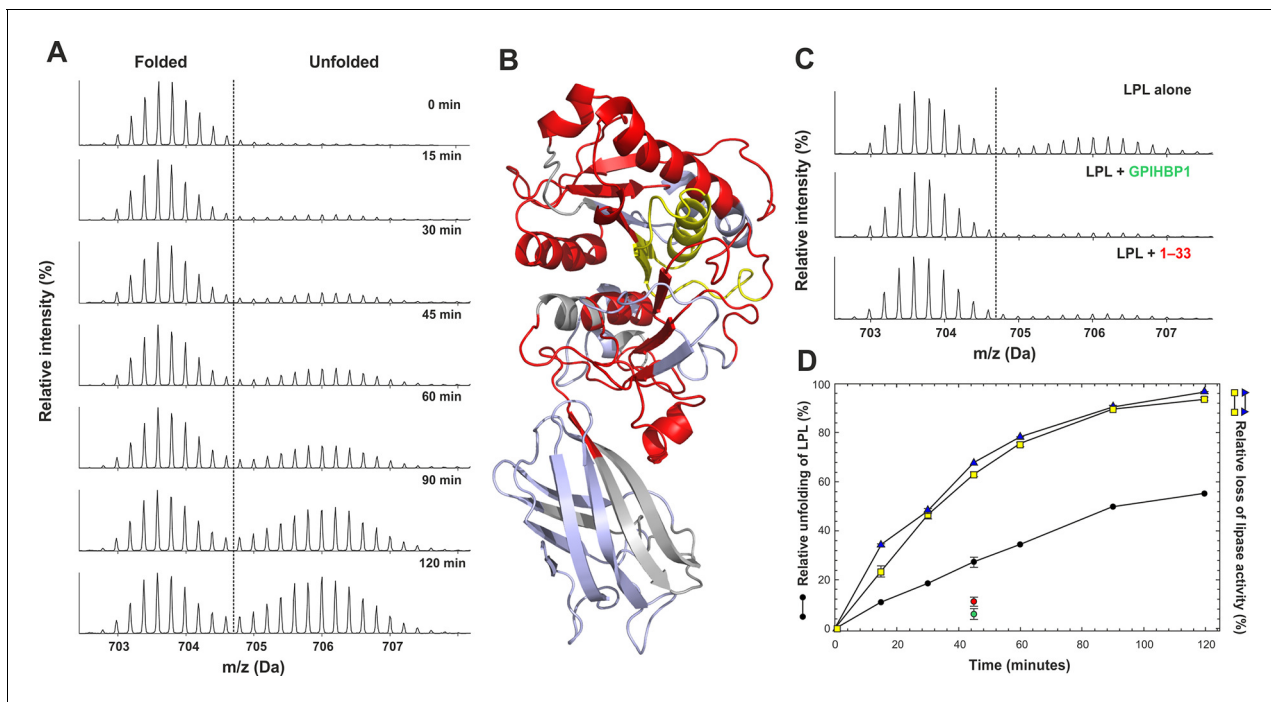 A
Folded Unfolded
0 min
15 min
30 min
45 min
60 min
90 min
120 min
Relative intensity (%)
703 704 705 706 707
m/z (Da)
B
C
LPL alone
LPL + GPIHBP1
LPL + 1–33
Relative intensity (%)
703 704 705 706 707
m/z (Da)
D
100
80
60
40
20
0
0 20 40 60 80 100 120
Time (minutes)
Relative unfolding of LPL (%)
Relative loss of lipase activity (%)